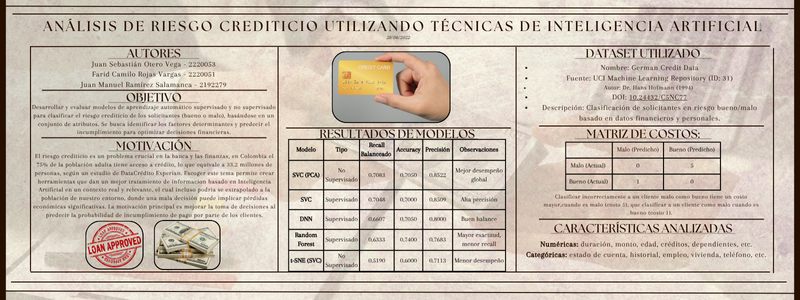 ANÁLISIS DE RIESGO CREDITICIO UTILIZANDO TÉCNICAS DE INTELIGENCIA ARTIFICIAL
AUTORES
Juan Sebastián Otero Vega - 2220053
Farid Camilo Rojas Vargas - 2220051
Juan Manuel Ramirez Salamanca - 2192279
OBJETIVO
Desarrollar y evaluar modelos de aprendizaje automático supervisado y no supervisado
para clasificar el riesgo crediticio de los solicitantes (bueno o malo), basándose en un
conjunto de atributos. Se busca identificar los factores determinantes y predecir el
incumplimiento para optimizar decisiones financieras.
MOTIVACIÓN
El riesgo crediticio es un problema crucial en la banca y las finanzas, en Colombia el
75% de la población adulta tiene acceso a crédito, lo que equivale a 33.2 millones de
personas, según un estudio de DataCrédito Experian. Escoger este tema permite crear
herramientas que dan un mejor tratamiento de información basado en Inteligencia
Artificial en un contexto real y relevante, el cual incluso podría se extrapolado a la
población de nuestro entorno, donde una mala decisión puede implicar pérdidas
económicas significativas. La motivación principal es mejorar la toma de decisiones al
predecir la probabilidad de incumplimiento de pago por parte de los clientes.
LOAN APPROVED
CREDIT CARD
RESULTADOS DE MODELOS
Modelo Tipo Recall Balanceado Accuracy Precisión Observaciones
SVC (PCA) No Supervisado 0,7083 0,7050 0,8522 Mejor desempeño global
SVC Supervisado 0,7048 0,7000 0,8509 Alta precisión
DNN Supervisado 0,6607 0,7050 0,8000 Buen balance
Random Forest Supervisado 0,6333 0,7400 0,7683 Mayor exactitud, menor recall
t-SNE (SVC) No Supervisado 0,5190 0,6000 0,7113 Menor desempeño
DATASET UTILIZADO
Nombre: German Credit Data
Fuente: UCI Machine Learning Repository (ID: 31)
Autor: Dr. Hans Hofmann (1994)
DOI: 10.24432/C5NC77
Descripción: Clasificación de solicitantes en riesgo bueno/malo
basado en datos financieros y personales.
MATRIZ DE COSTOS:
Malo (Predicho) Bueno (Predicho)
Malo (Actual) 0 5
Bueno (Actual) 1 0
Clasificar incorrectamente a un cliente malo como bueno tiene un costo
mayor,cuando es malo (costo 5), que clasificar a un cliente como malo cuando es
bueno (costo 1).
CARACTERÍSTICAS ANALIZADAS
Numéricas: duración, monto, edad, créditos, dependientes, etc.
Categóricas: estado de cuenta, historial, empleo, vivienda, teléfono, etc.